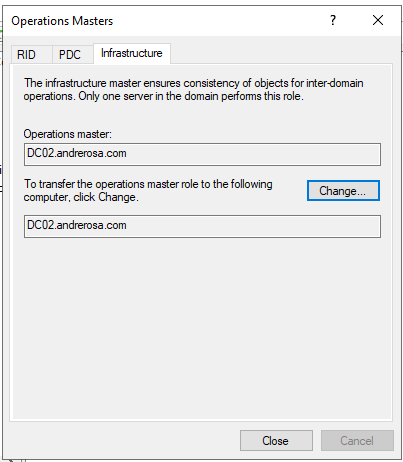 Operations Masters
?
RID PDC Infrastructure
The infrastructure master ensures consistency of objects for inter-domain
operations. Only one server in the domain performs this role.
Operations master:
DC02.andrerosa.com
To transfer the operations master role to the following
computer, click Change.
Change...
DC02.andrerosa.com
Close Cancel